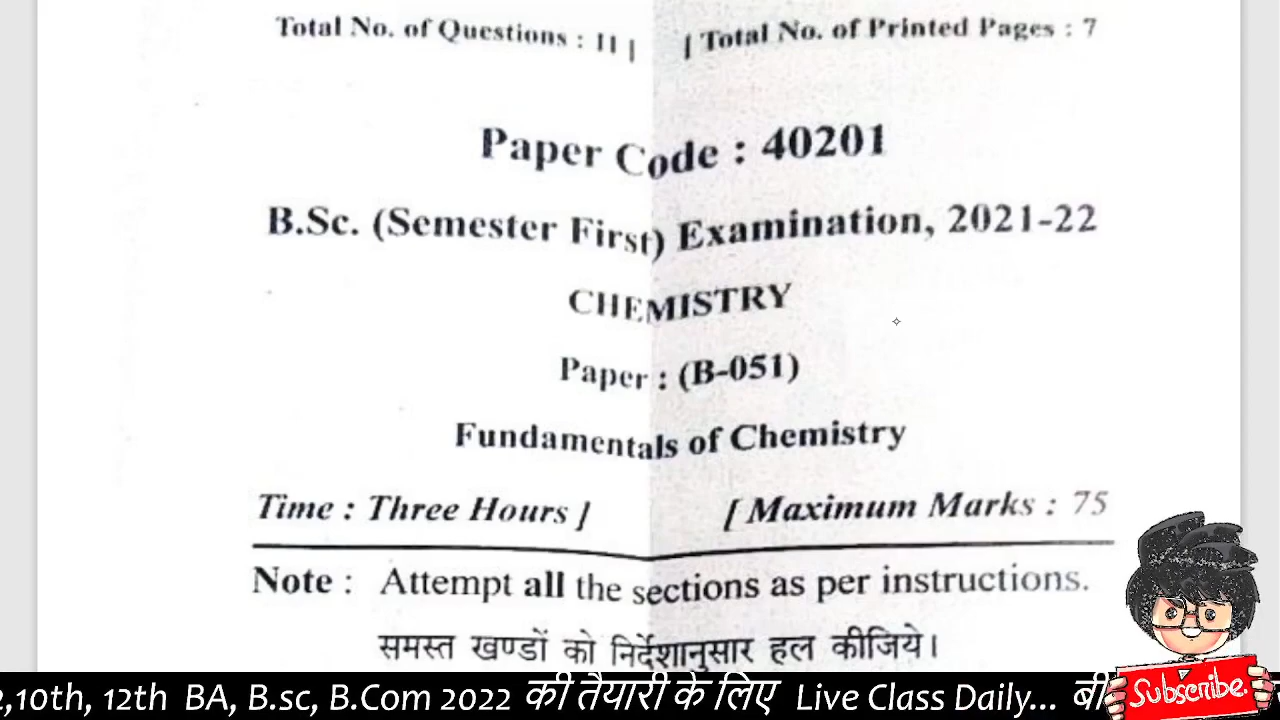 Total No. of Questions : 11 ] [ Total No. of Printed Pages : 7
Paper Code : 40201
B.Sc. (Semester First) Examination, 2021-22
CHEMISTRY
Paper : (B-051)
Fundamentals of Chemistry
Time : Three Hours ] [ Maximum Marks : 75
Note : Attempt all the sections as per instructions.
समस्त खण्डों को निर्देशानुसार हल कीजिये।
,10th, 12th BA, B.sc, B.Com 2022 की तैयारी के लिए Live Class Daily...
Subscribe.